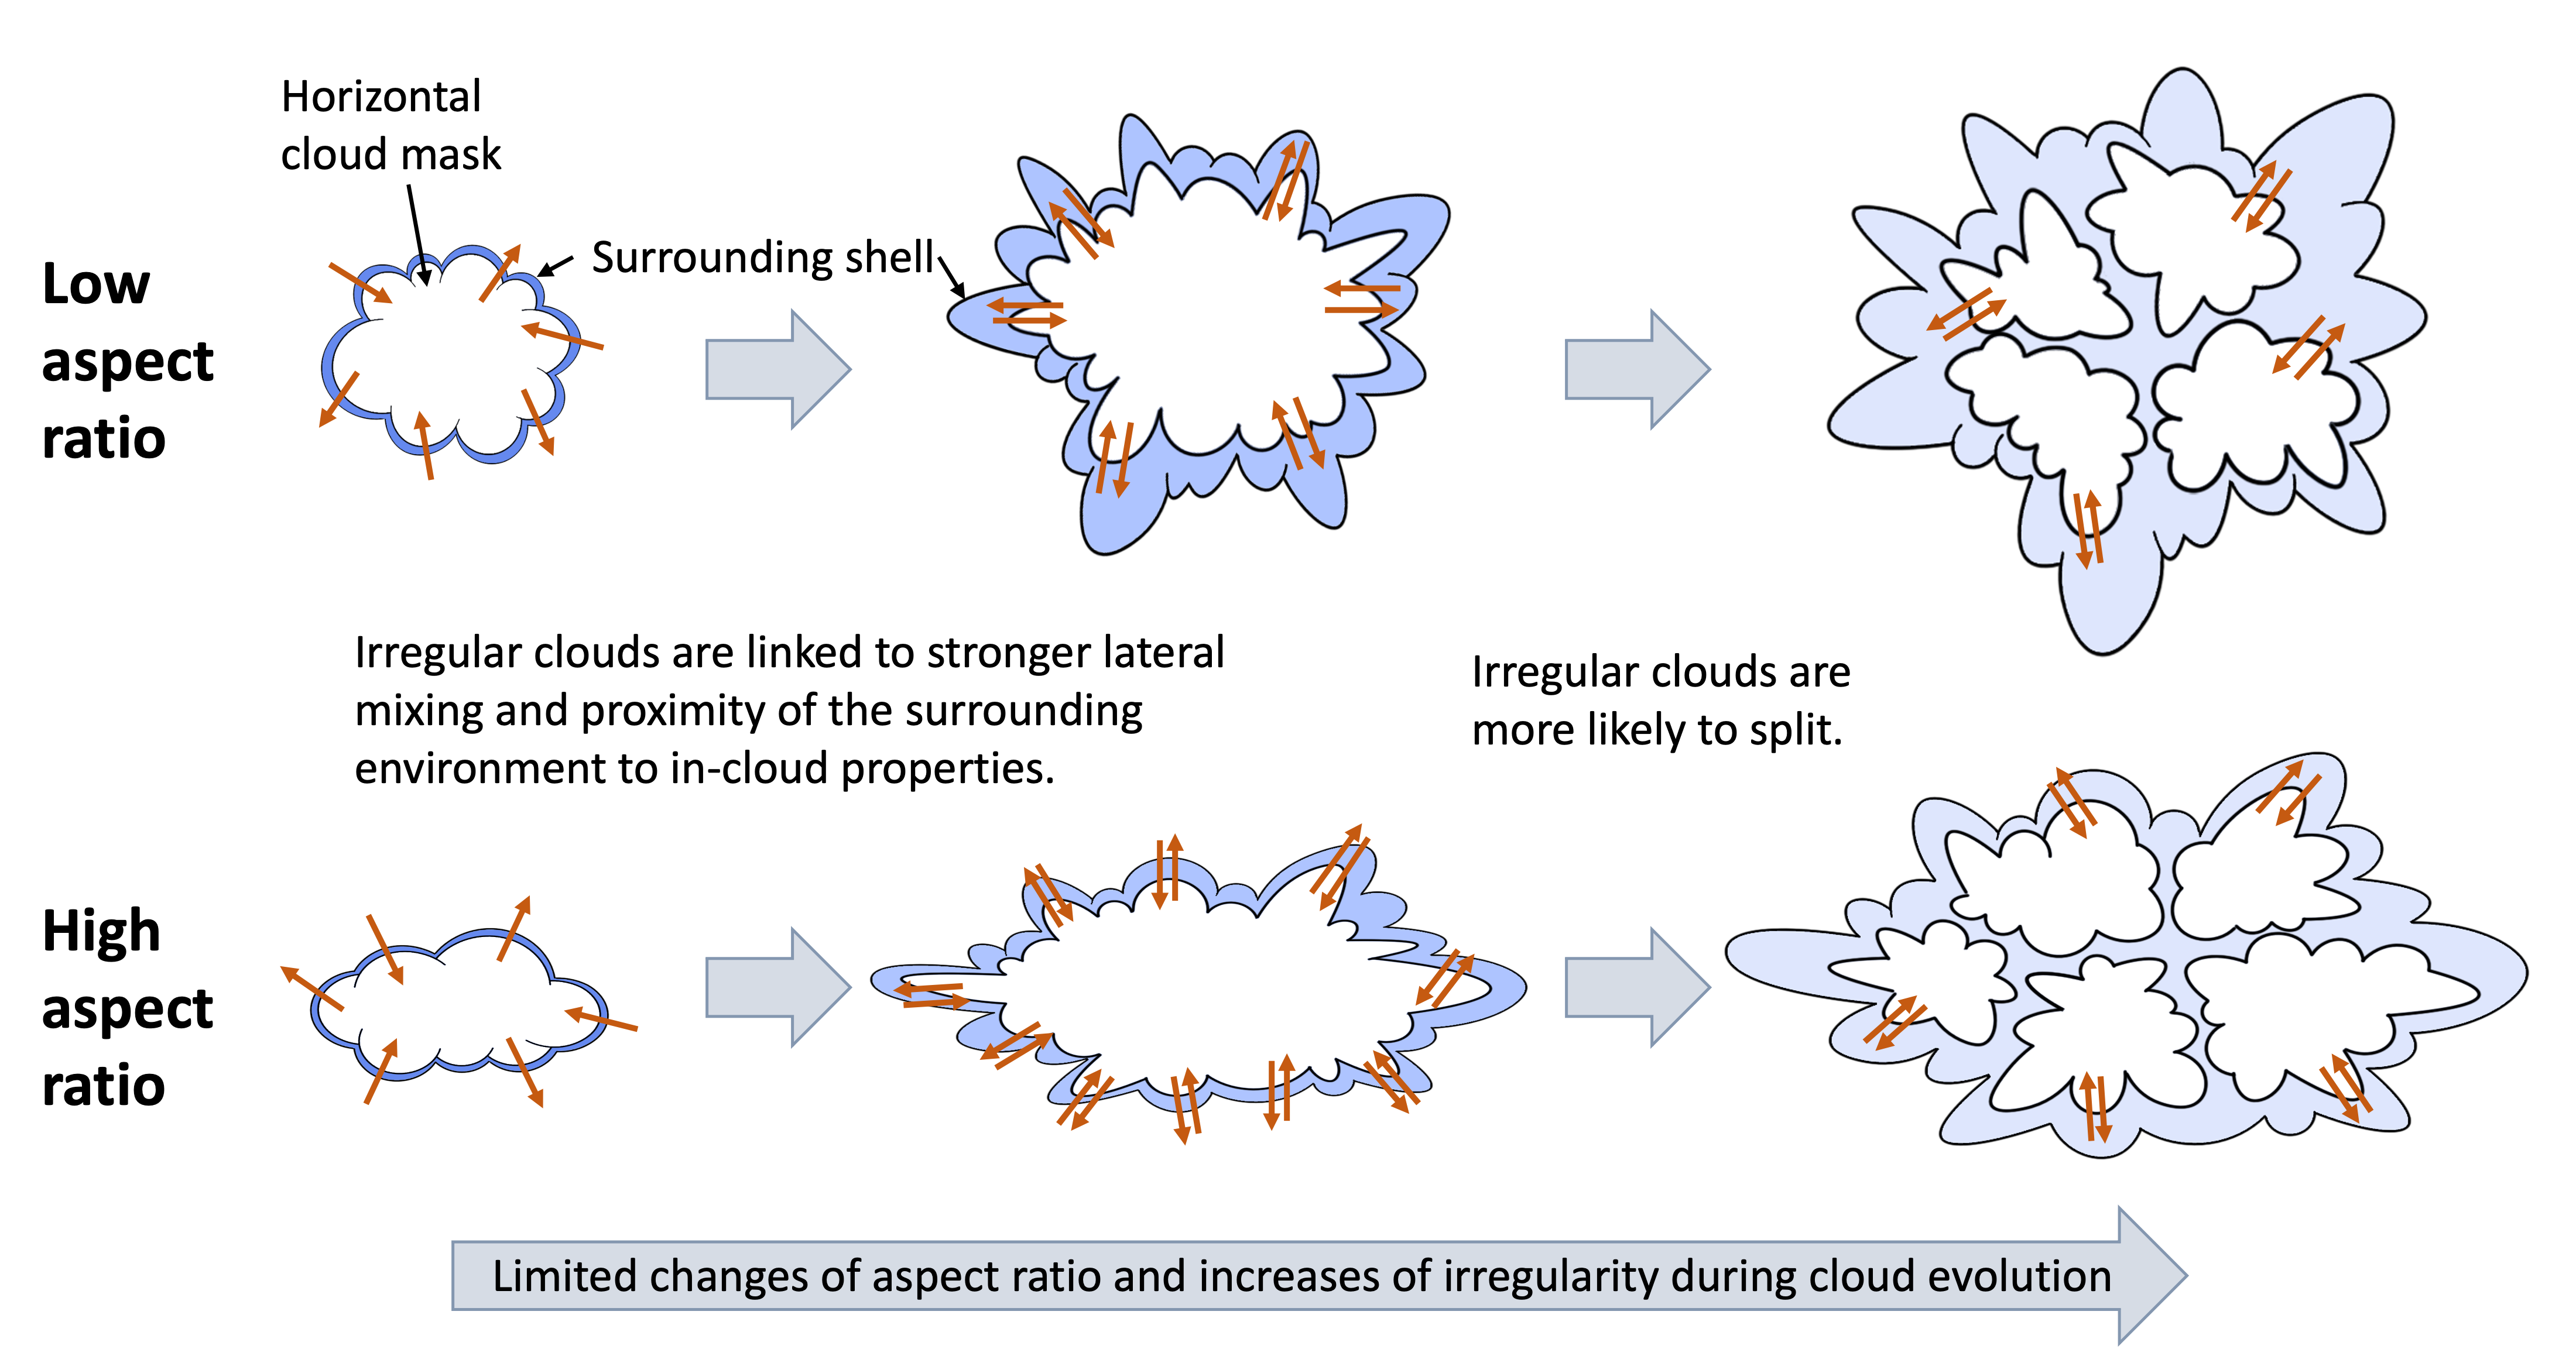 Horizontal
cloud mask
Surrounding shell
Low
aspect
ratio
Irregular clouds are linked to stronger lateral
mixing and proximity of the surrounding
environment to in-cloud properties.
Irregular clouds are
more likely to split.
High
aspect
ratio
Limited changes of aspect ratio and increases of irregularity during cloud evolution